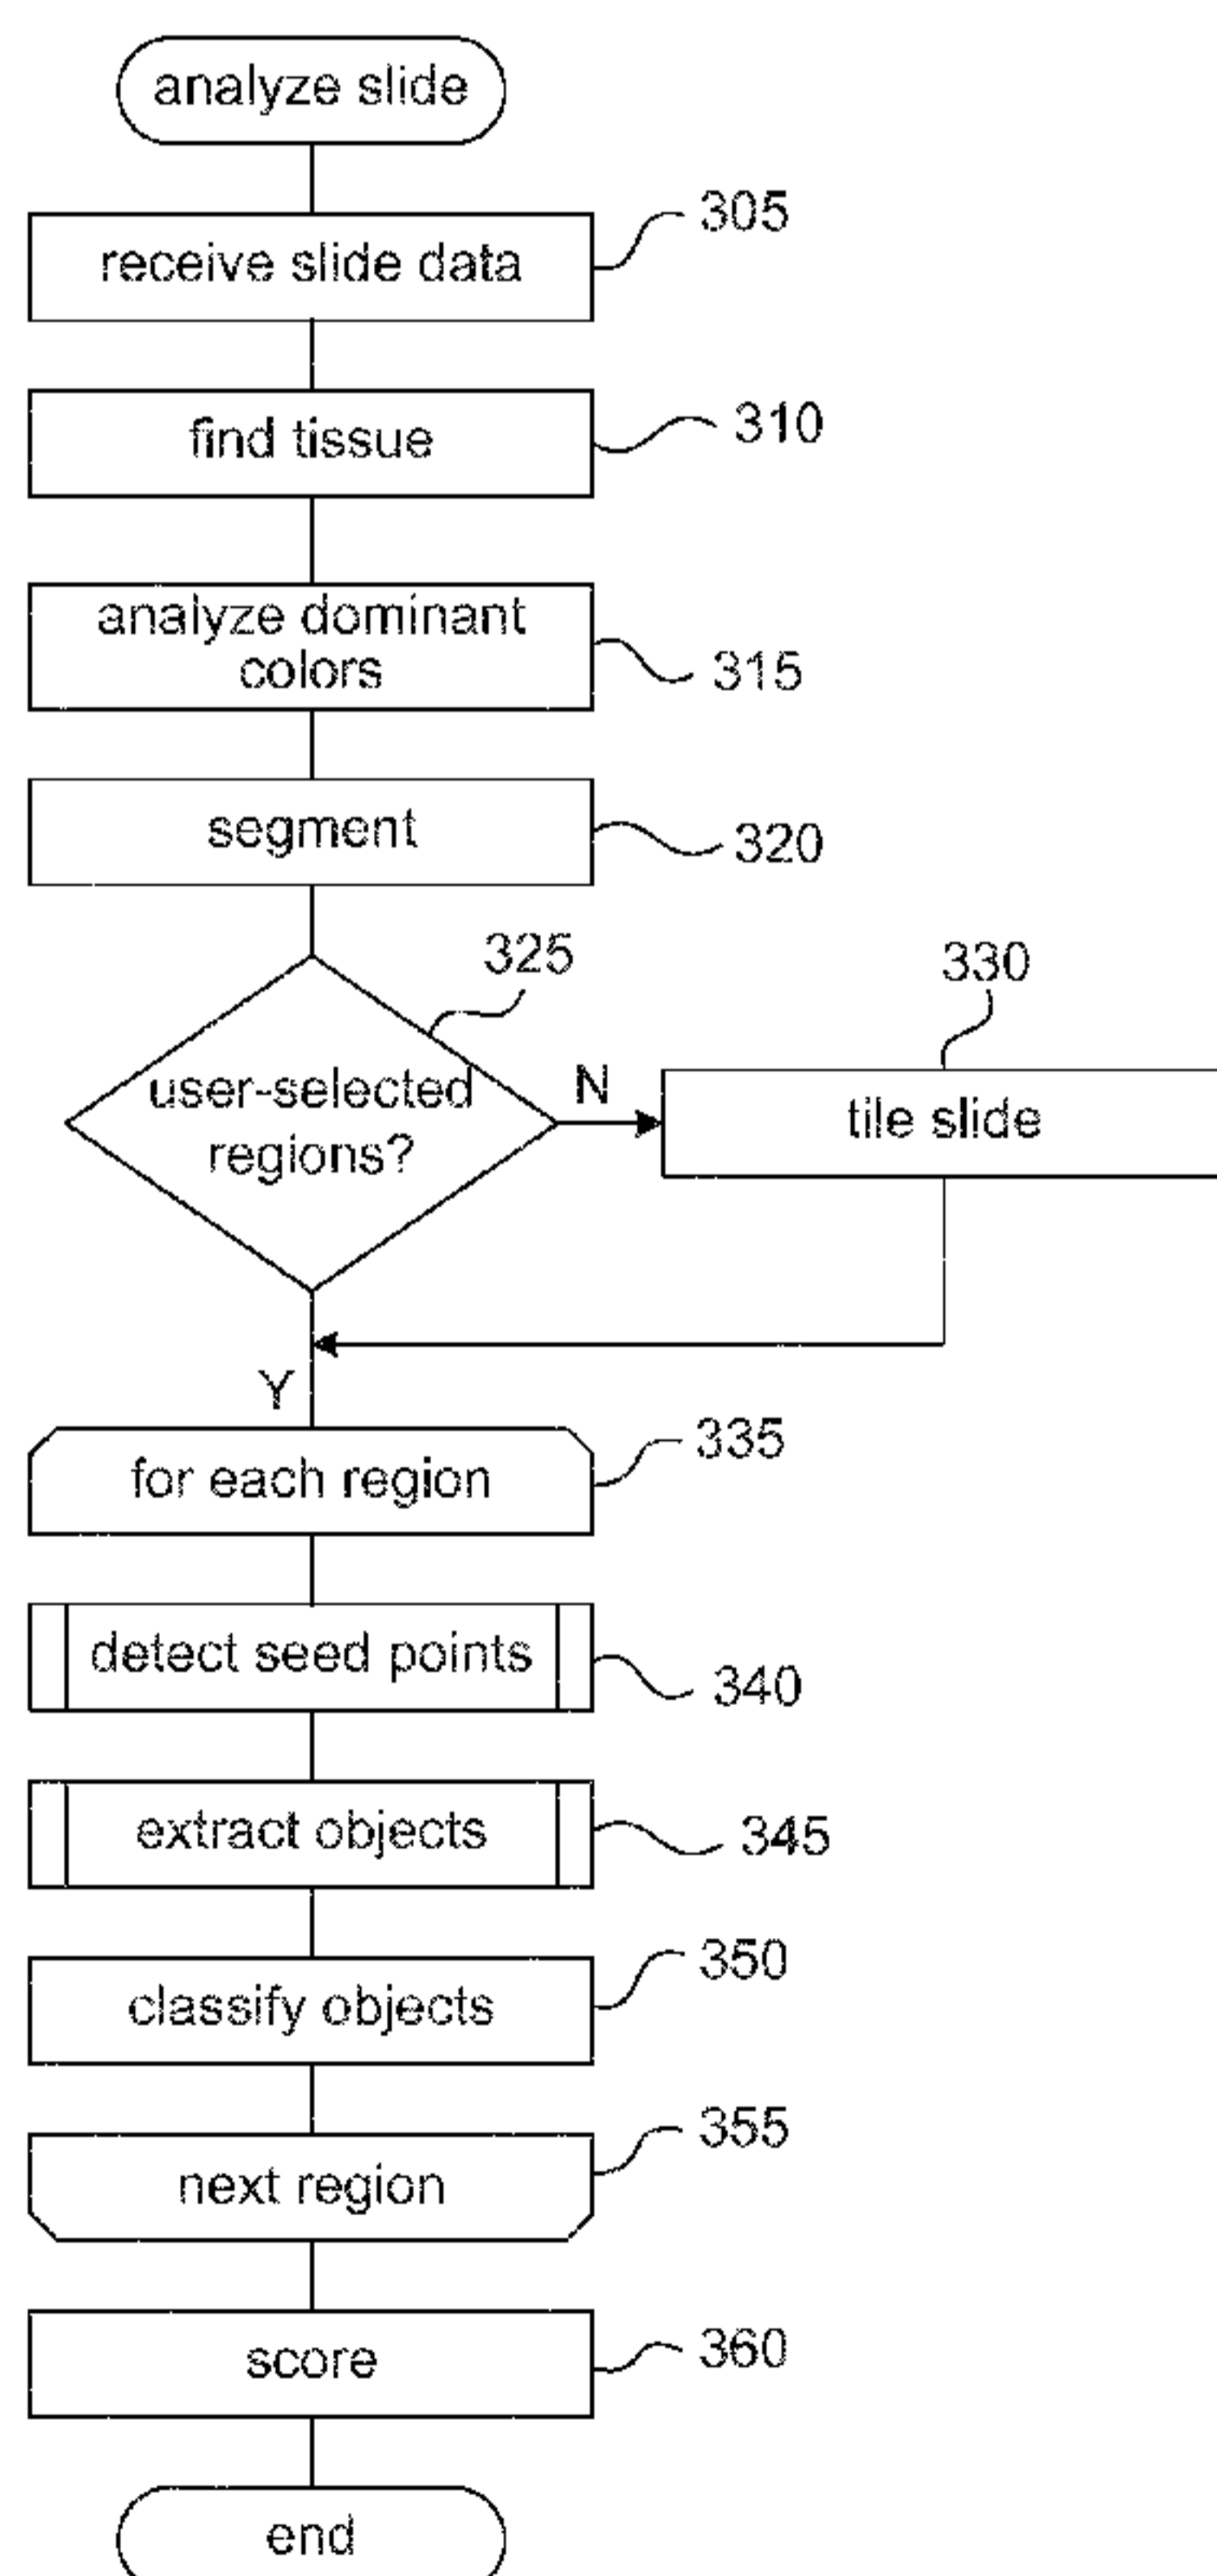 analyze slide
305
receive slide data
310
find tissue
analyze dominant
colors
315
segment
320
325
330
user-selected
regions?
N
tile slide
Y
335
for each region
detect seed points
340
extract objects
345
350
classify objects
355
next region
360
score
end